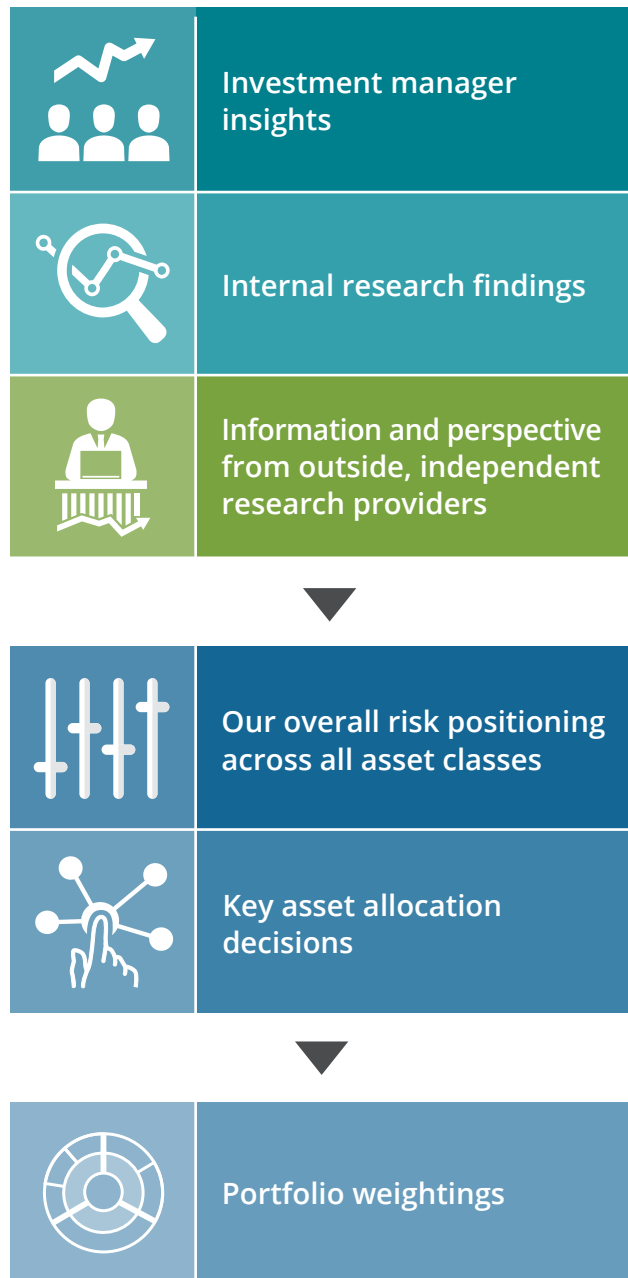 Investment manager
insights
Internal research findings
Information and perspective
from outside, independent
research providers
Our overall risk positioning
across all asset classes
Key asset allocation
decisions
Portfolio weightings